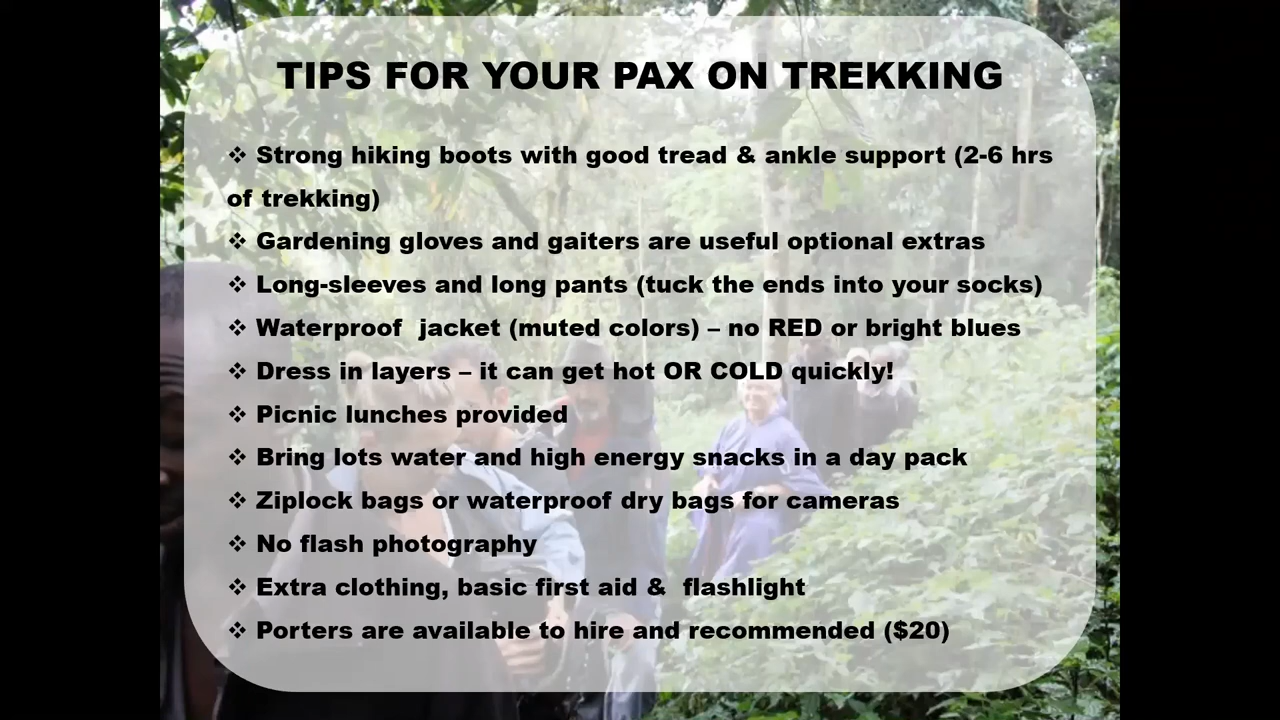 TIPS FOR YOUR PAX ON TREKKING
❖ Strong hiking boots with good tread & ankle support (2-6 hrs
of trekking)
❖ Gardening gloves and gaiters are useful optional extras
❖ Long-sleeves and long pants (tuck the ends into your socks)
❖ Waterproof  jacket (muted colors) – no RED or bright blues
❖ Dress in layers – it can get hot OR COLD quickly!
❖ Picnic lunches provided
❖ Bring lots water and high energy snacks in a day pack
❖ Ziplock bags or waterproof dry bags for cameras
❖ No flash photography
❖ Extra clothing, basic first aid &  flashlight
❖ Porters are available to hire and recommended ($20)